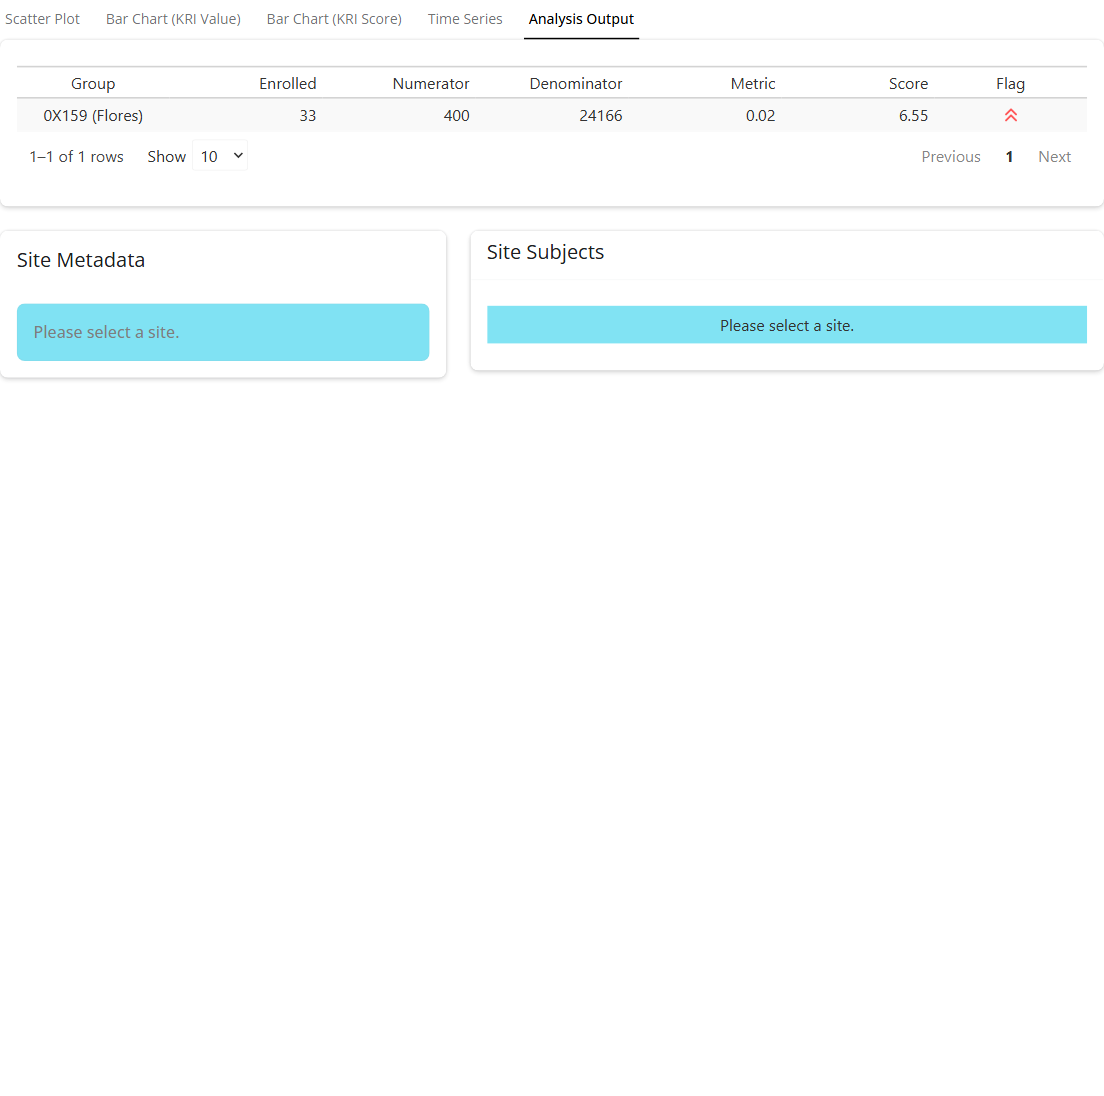 Scatter Plot Bar Chart (KRI Value) Bar Chart (KRI Score) Time Series Analysis Output
Group Enrolled Numerator Denominator Metric Score Flag
0X159 (Flores) 33 400 24166 0.02 6.55
1–1 of 1 rows Show 10 Previous 1 Next
Site Metadata
Please select a site.
Site Subjects
Please select a site.